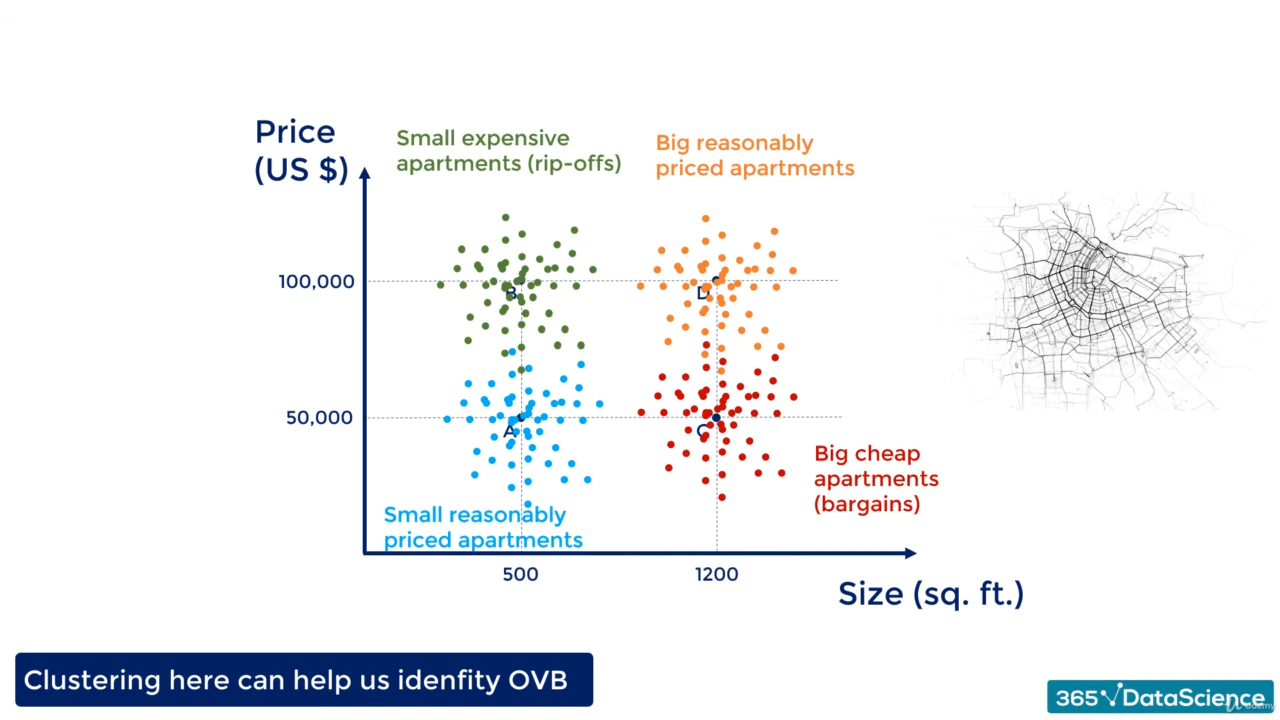 Price
(US $)
Small expensive
apartments (rip-offs)
Big reasonably
priced apartments
100,000
B
D
50,000
A
C
Big cheap
apartments
(bargains)
Small reasonably
priced apartments
500
1200
Size (sq. ft.)
Clustering here can help us idenfity OVB
365 DataScience
Udemy